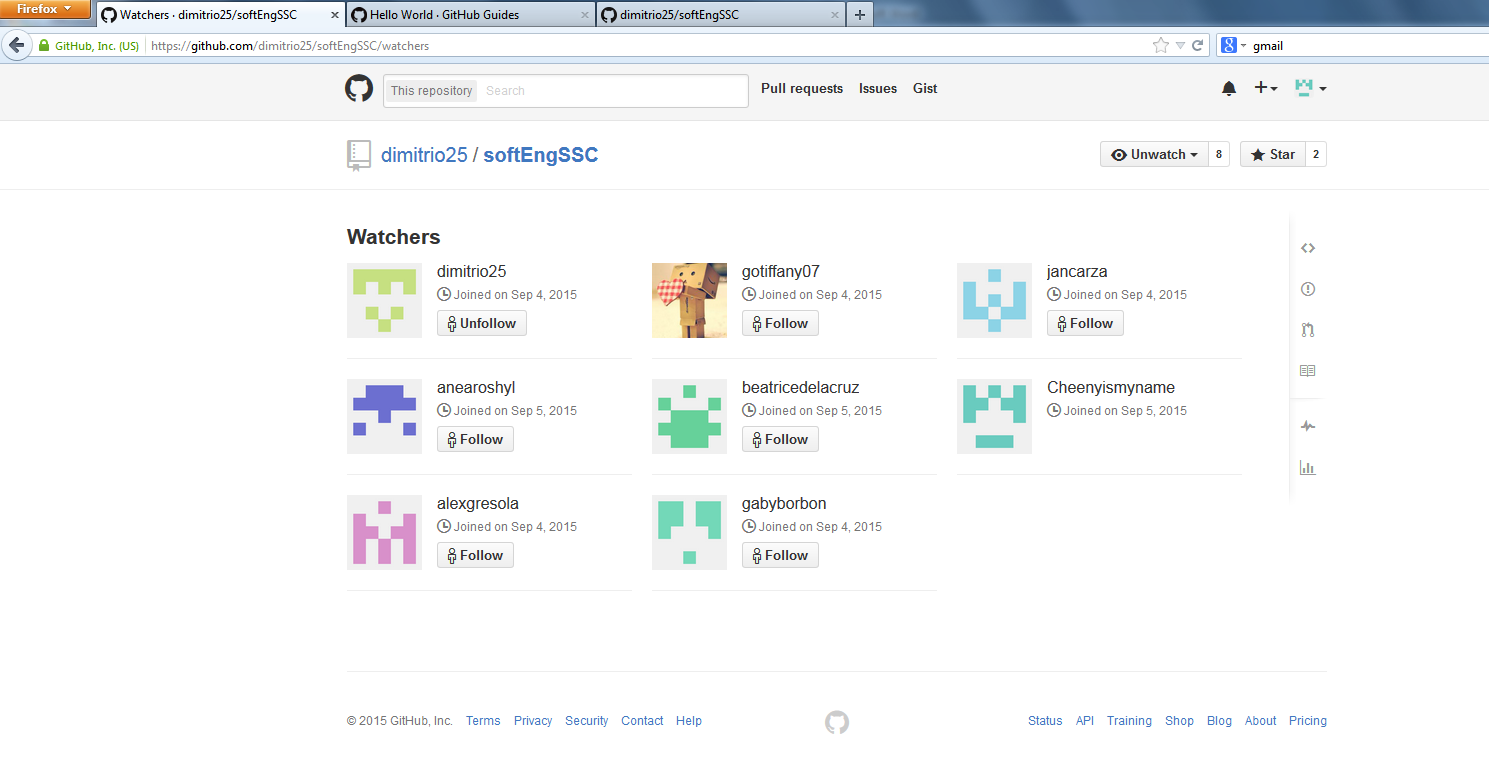 Firefox
Watchers · dimitrio25/softEngSSC
Hello World · GitHub Guides
dimitrio25/softEngSSC
GitHub, Inc. (US)
https://github.com/dimitrio25/softEngSSC/watchers
gmail
This repository Search Pull requests Issues Gist
dimitrio25 / softEngSSC
Unwatch 8 Star 2
Watchers
dimitrio25
Joined on Sep 4, 2015
Unfollow
gotiffany07
Joined on Sep 4, 2015
Follow
jancarza
Joined on Sep 4, 2015
Follow
anearoshyl
Joined on Sep 5, 2015
Follow
beatricedelacruz
Joined on Sep 5, 2015
Follow
Cheenyismyname
Joined on Sep 5, 2015
alexgresola
Joined on Sep 4, 2015
Follow
gabyborbon
Joined on Sep 4, 2015
Follow
© 2015 GitHub, Inc. Terms Privacy Security Contact Help
Status API Training Shop Blog About Pricing